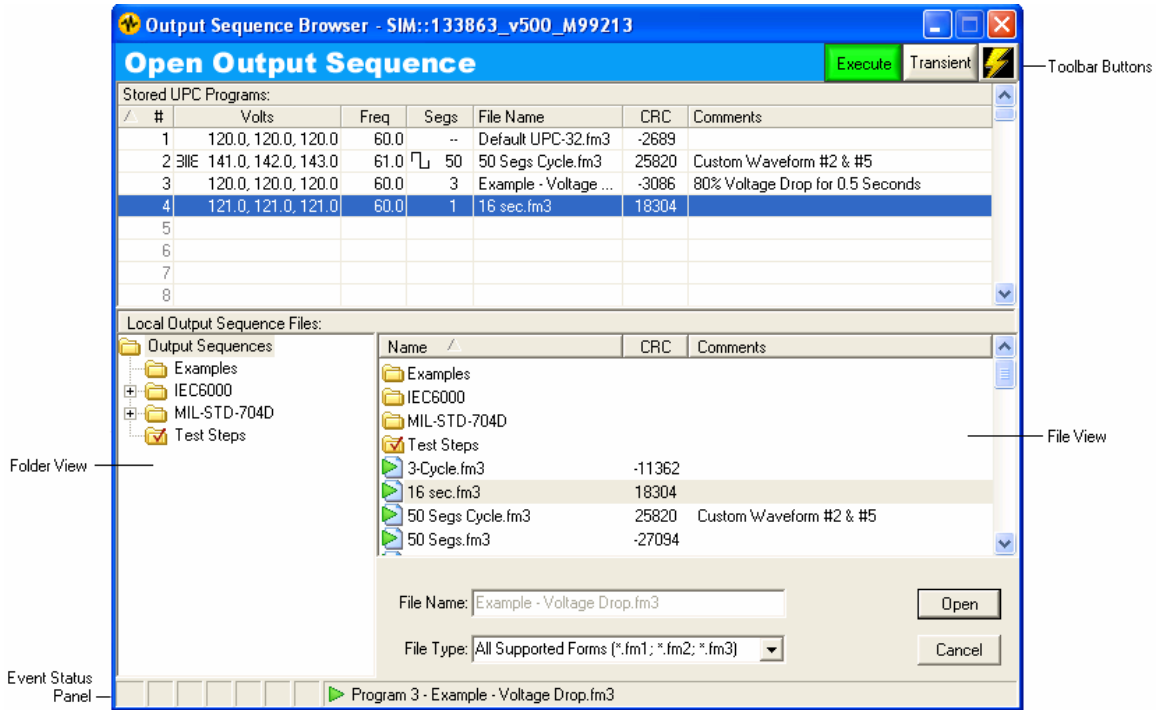 Output Sequence Browser - SIM::133863_v500_M99213
Open Output Sequence
Execute Transient
Toolbar Buttons
Stored UPC Programs:
# Volts Freq Segs File Name CRC Comments
1 120.0, 120.0, 120.0 60.0 -- Default UPC-32.fm3 -2689
2 141.0, 142.0, 143.0 61.0 50 50 Segs Cycle.fm3 25820 Custom Waveform #2 & #5
3 120.0, 120.0, 120.0 60.0 3 Example - Voltage ... -3086 80% Voltage Drop for 0.5 Seconds
4 121.0, 121.0, 121.0 60.0 1 16 sec.fm3 18304
5
6
7
8
Local Output Sequence Files:
Output Sequences
Examples
IEC6000
MIL-STD-704D
Test Steps
Folder View
Name CRC Comments
Examples
IEC6000
MIL-STD-704D
Test Steps
3-Cycle.fm3 -11362
16 sec.fm3 18304
50 Segs Cycle.fm3 25820 Custom Waveform #2 & #5
50 Segs.fm3 -27094
File View
File Name: Example - Voltage Drop.fm3
Open
File Type: All Supported Forms (*.fm1; *.fm2; *.fm3)
Cancel
Event Status
Panel
Program 3 - Example - Voltage Drop.fm3